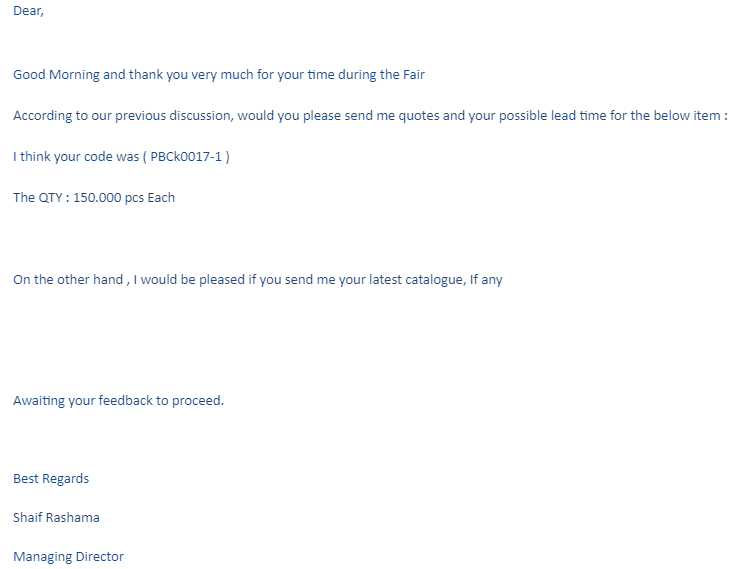 Dear,
Good Morning and thank you very much for your time during the Fair
According to our previous discussion, would you please send me quotes and your possible lead time for the below item :
I think your code was ( PBCk0017-1 )
The QTY : 150.000 pcs Each
On the other hand , I would be pleased if you send me your latest catalogue, If any
Awaiting your feedback to proceed.
Best Regards
Shaif Rashama
Managing Director